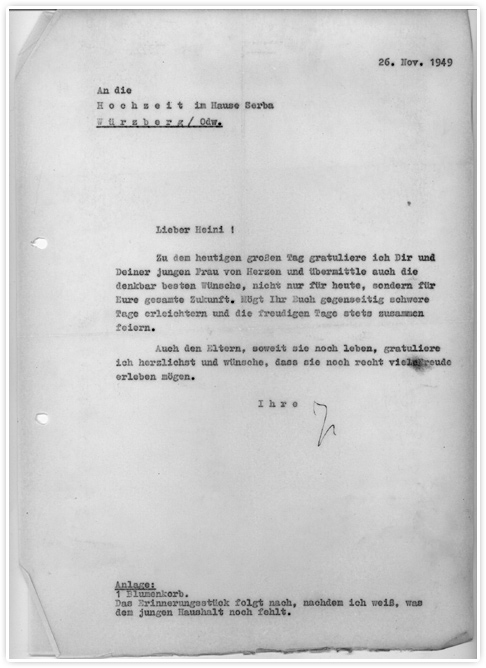 26. Nov. 1949
An die
H o c h z e i t im Hause Serba
W ü r z b e r g / Odw.
Lieber Heini !
Zu dem heutigen großen Tag gratuliere ich Dir und
Deiner jungen Frau von Herzen und übermittle auch die
denkbar besten Wünsche, nicht nur für heute, sondern für
Eure gesamte Zukunft. Mögt Ihr Euch gegenseitig schwere
Tage erleichtern und die freudigen Tage stets zusammen
feiern.
Auch den Eltern, soweit sie noch leben, gratuliere
ich herzlichst und wünsche, dass sie noch recht viele Freude
erleben mögen.
I h r e
Anlage:
1 Blumenkorb.
Das Erinnerungsstück folgt nach, nachdem ich weiß, was
dem jungen Haushalt noch fehlt.